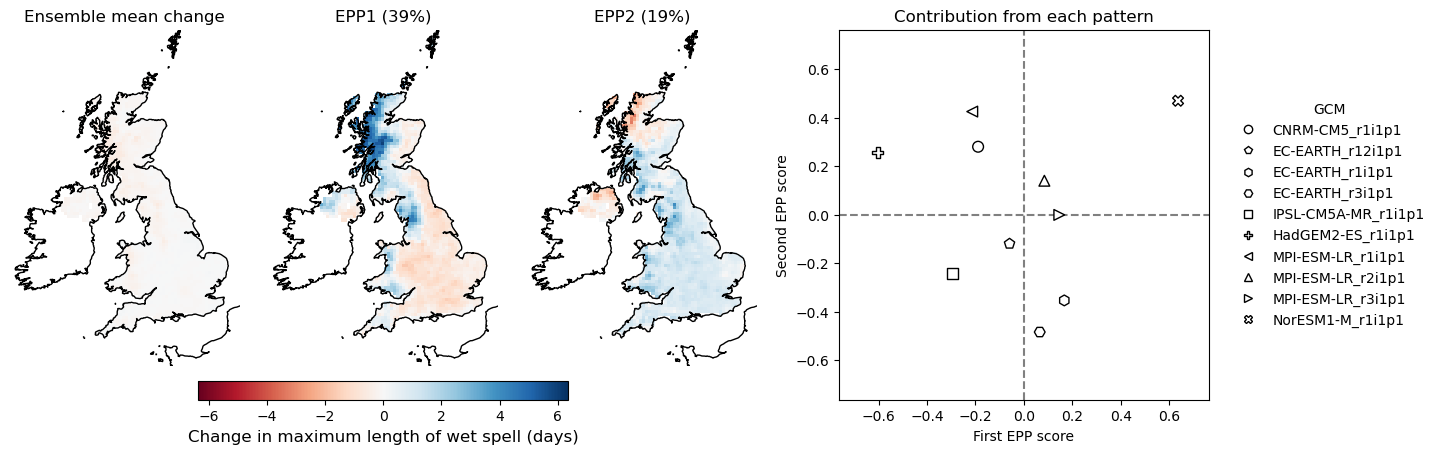 Ensemble mean change
EPP1 (39%)
EPP2 (19%)
Contribution from each pattern
0.6
0.4
0.2
0.0
−0.2
−0.4
−0.6
Second EPP score
−0.6
−0.4
−0.2
0.0
0.2
0.4
0.6
First EPP score
GCM
CNRM-CM5_r1i1p1
EC-EARTH_r12i1p1
EC-EARTH_r1i1p1
EC-EARTH_r3i1p1
IPSL-CM5A-MR_r1i1p1
HadGEM2-ES_r1i1p1
MPI-ESM-LR_r1i1p1
MPI-ESM-LR_r2i1p1
MPI-ESM-LR_r3i1p1
NorESM1-M_r1i1p1
−6
−4
−2
0
2
4
6
Change in maximum length of wet spell (days)